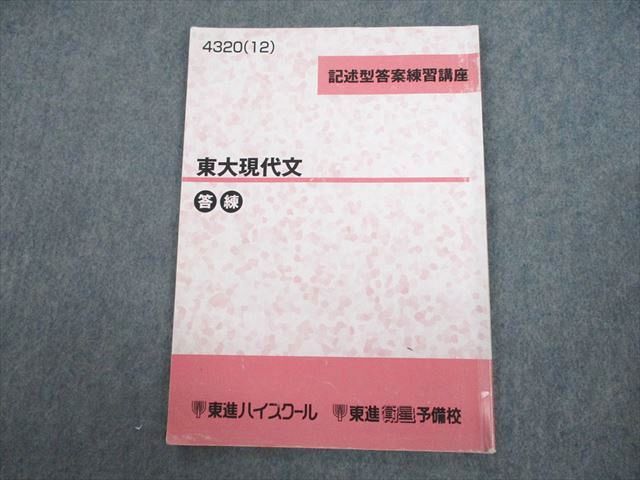 4320(12)
記述型答案練習講座
東大現代文
答練
東進ハイスクール 東進衛星予備校